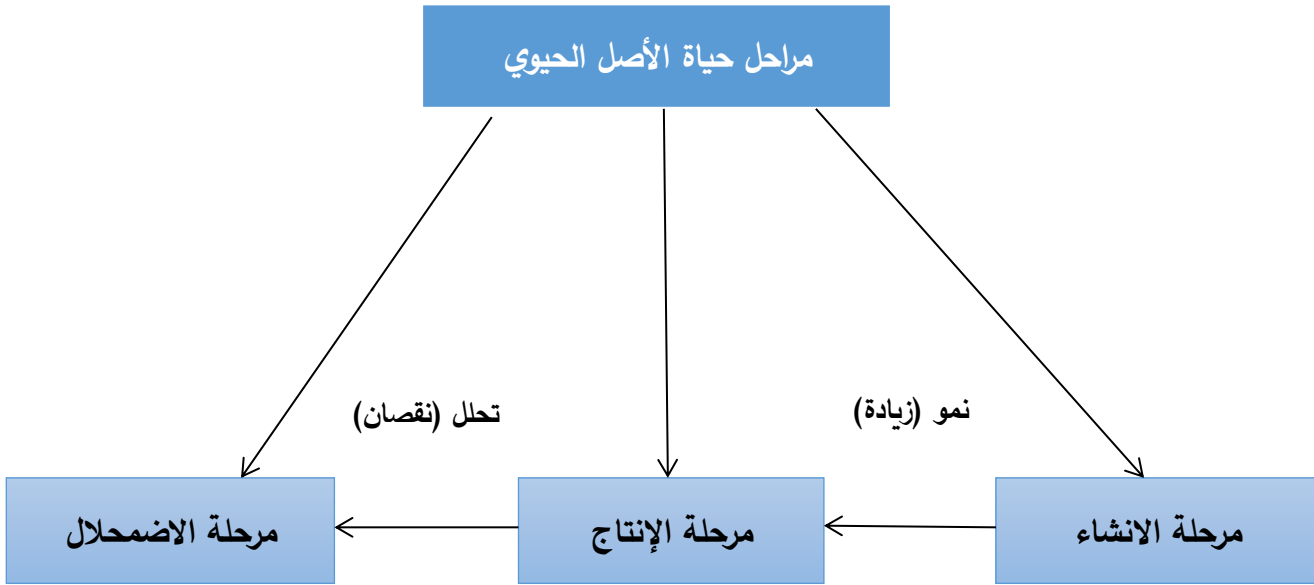 مراحل حياة الأصل الحيوي
نمو (زيادة)
تحلل (نقصان)
مرحلة الانشاء
مرحلة الإنتاج
مرحلة الاضمحلال